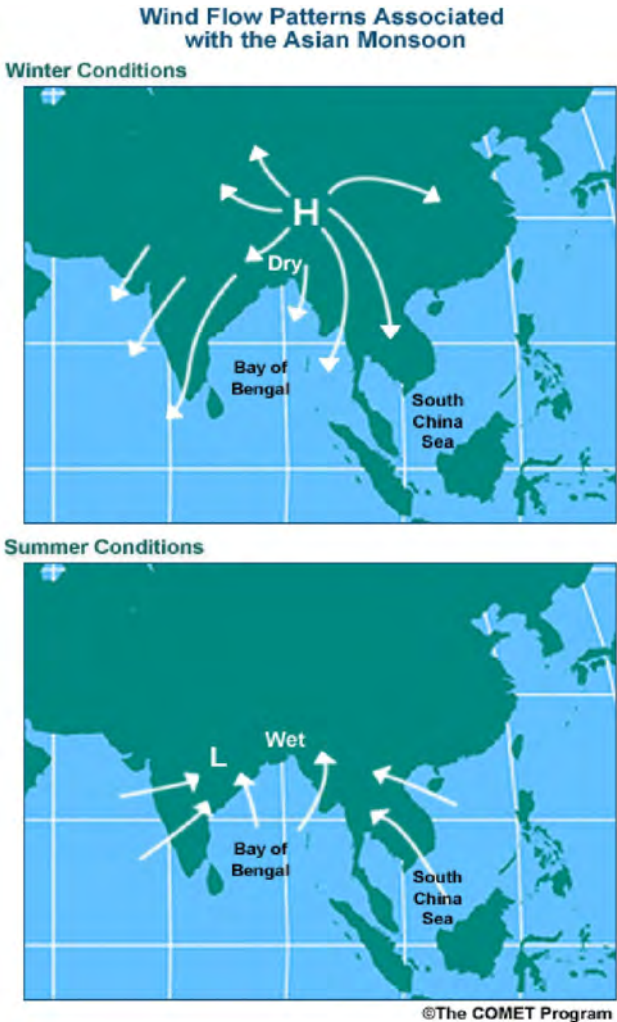 Wind Flow Patterns Associated
with the Asian Monsoon
Winter Conditions
H
Dry
Bay of
Bengal
South
China
Sea
Summer Conditions
L
Wet
Bay of
Bengal
South
China
Sea
©The COMET Program